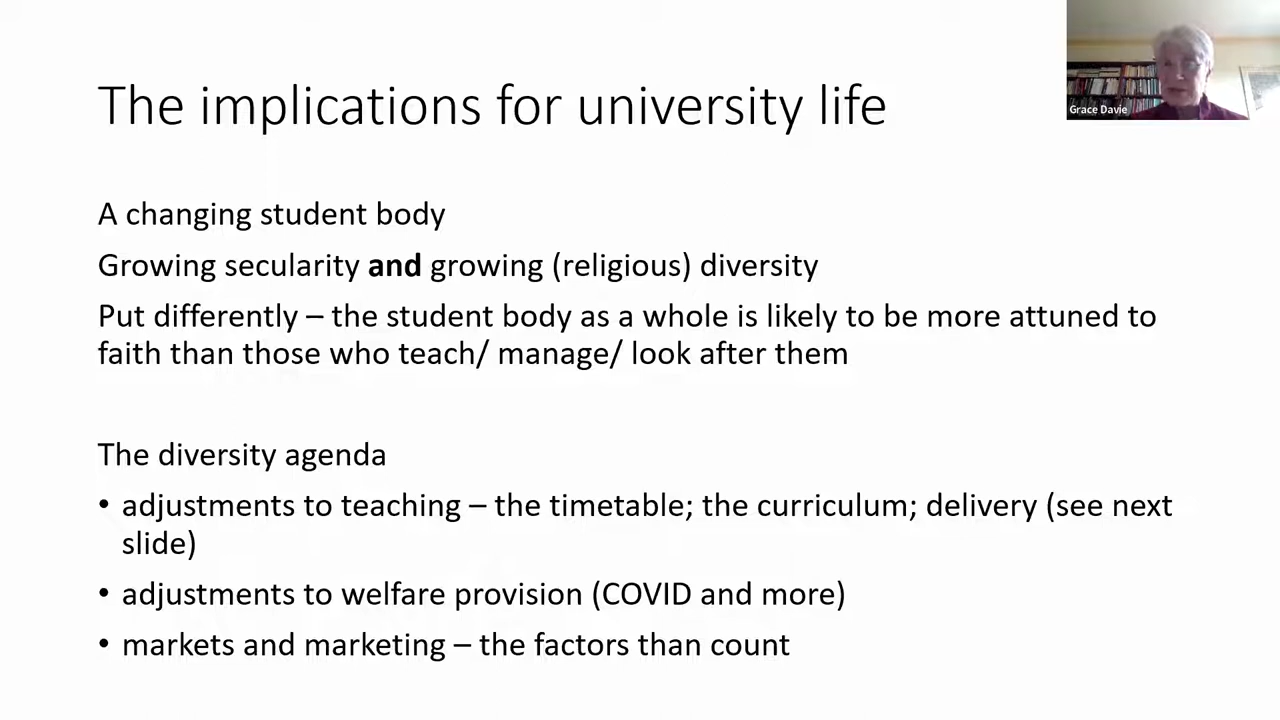 The implications for university life
Grace Davie
A changing student body
Growing secularity and growing (religious) diversity
Put differently – the student body as a whole is likely to be more attuned to
faith than those who teach/ manage/ look after them
The diversity agenda
• adjustments to teaching – the timetable; the curriculum; delivery (see next
slide)
• adjustments to welfare provision (COVID and more)
• markets and marketing – the factors than count